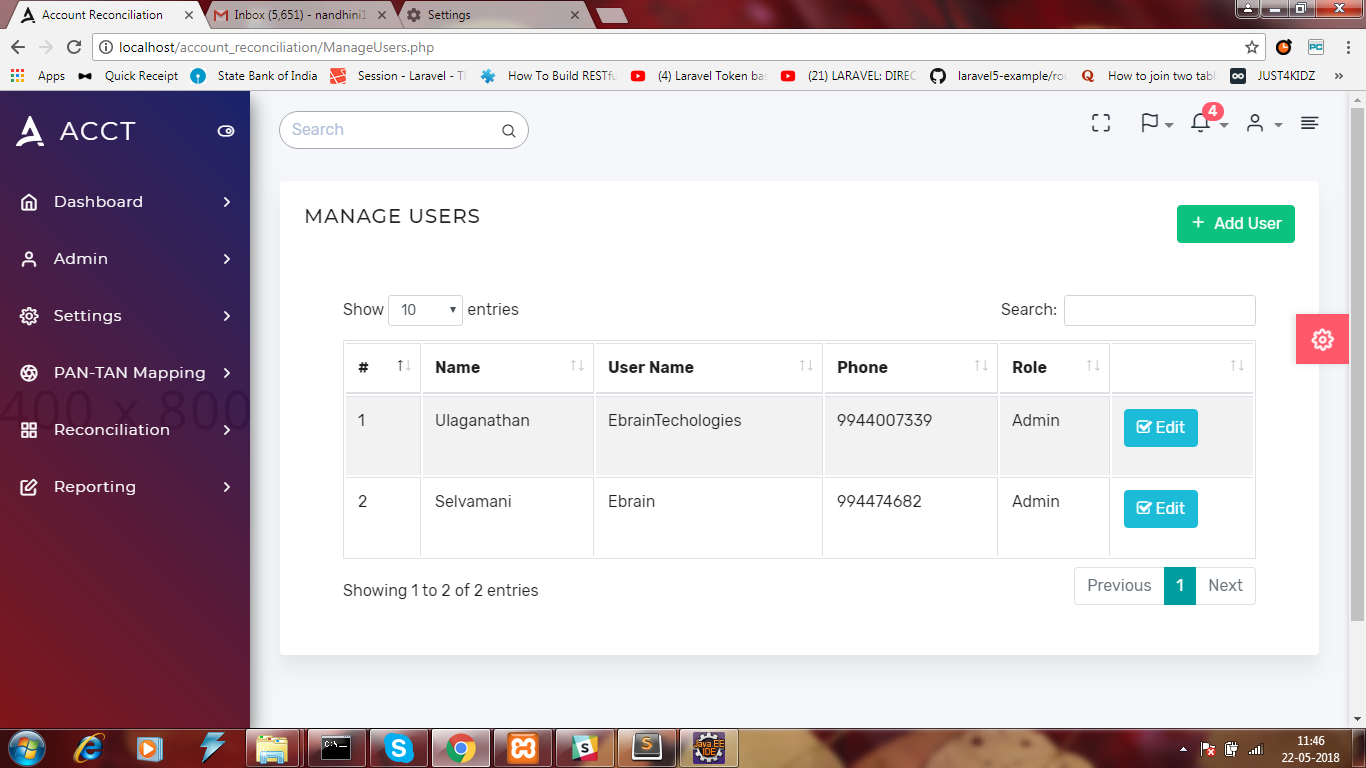 Account Reconciliation
Inbox (5,651) - nandhini1
Settings
localhost/account_reconciliation/ManageUsers.php
PC
Apps
Quick Receipt
State Bank of India
Session - Laravel - Th
How To Build RESTfu
(4) Laravel Token ba
(21) LARAVEL: DIREC
laravel5-example/rou
How to join two tabl
JUST4KIDZ
»
ACCT
Search
4
Dashboard
Admin
Settings
PAN-TAN Mapping
400 x 800
Reconciliation
Reporting
MANAGE USERS
+ Add User
Show 10 entries
Search:
# Name User Name Phone Role
1 Ulaganathan EbrainTechologies 9944007339 Admin Edit
2 Selvamani Ebrain 994474682 Admin Edit
Showing 1 to 2 of 2 entries
Previous 1 Next
C:\_
Java EE
IDE
11:46
22-05-2018